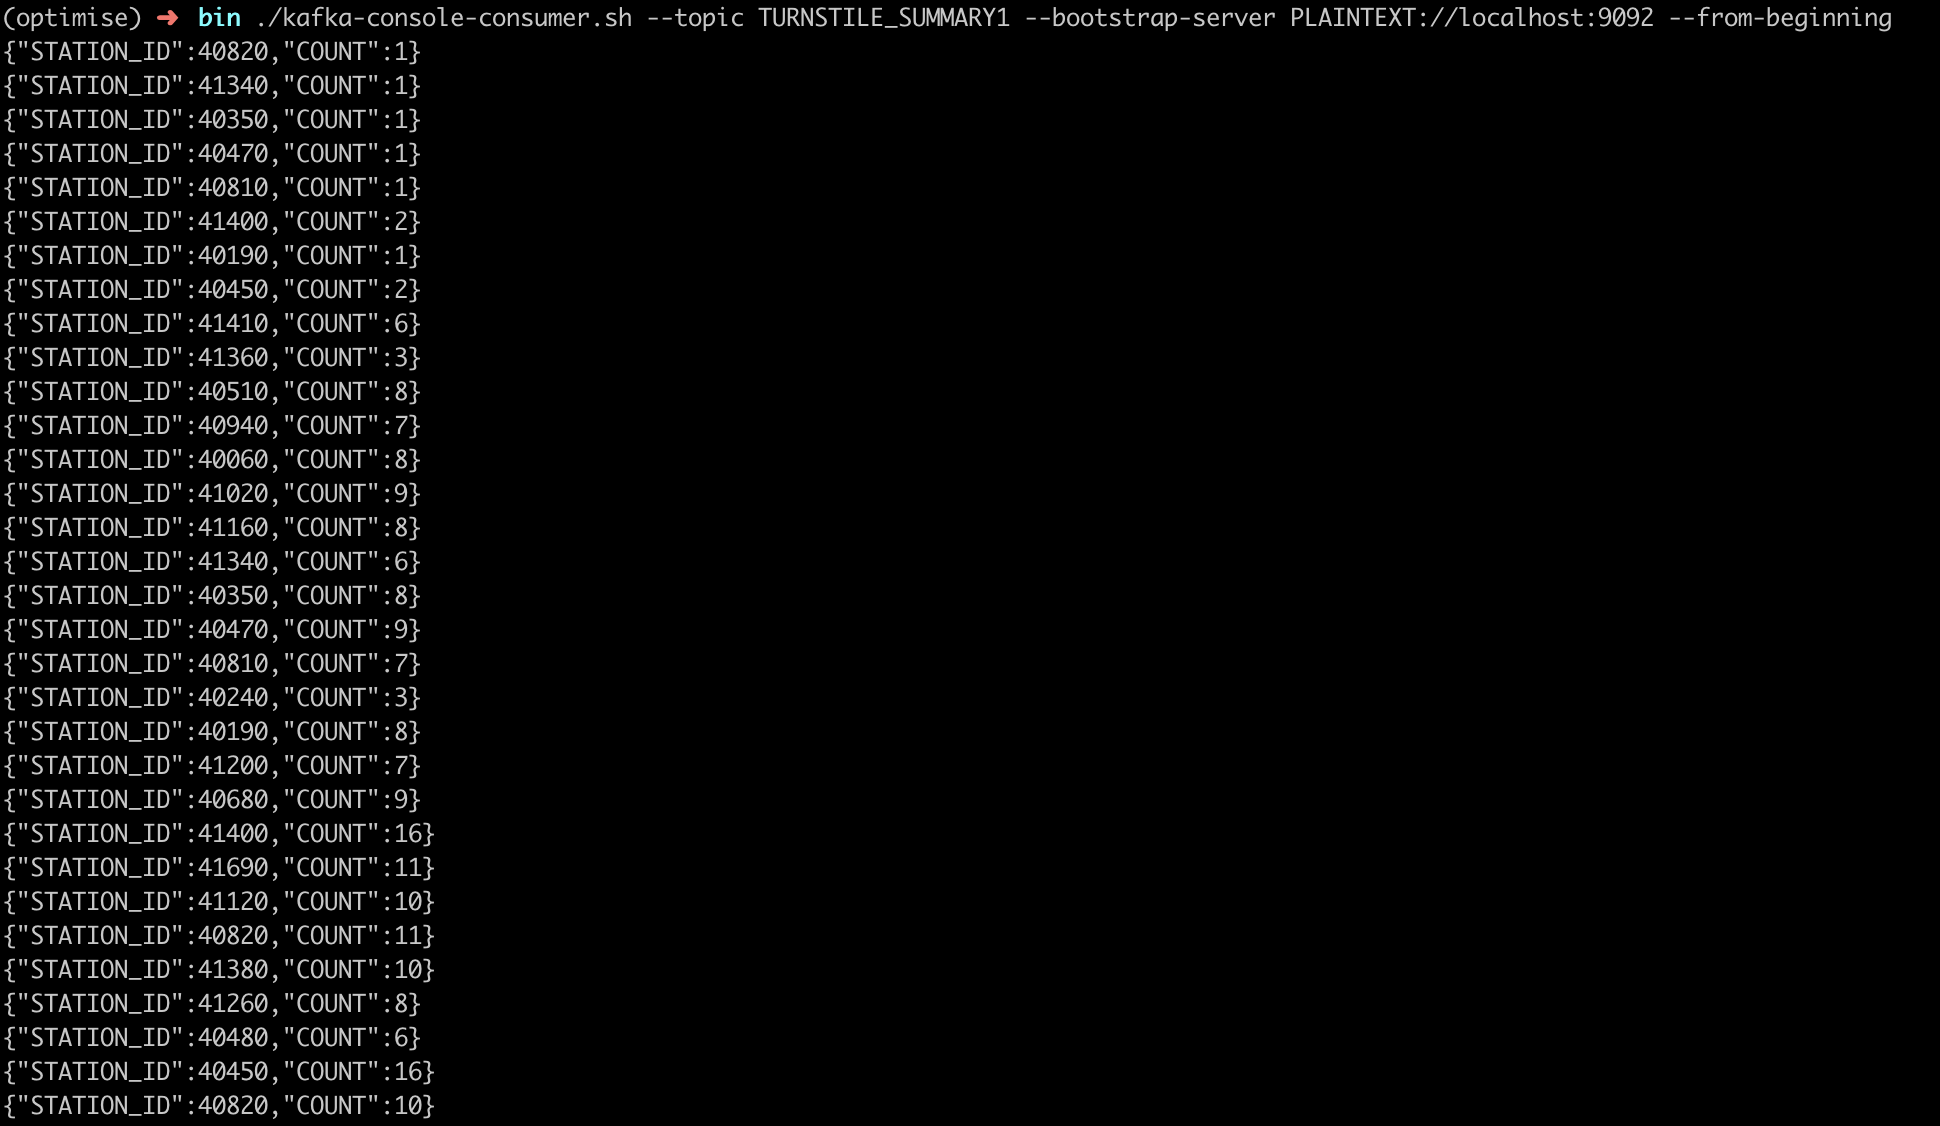 (optimise) ➜ bin ./kafka-console-consumer.sh --topic TURNSTILE_SUMMARY1 --bootstrap-server PLAINTEXT://localhost:9092 --from-beginning
{"STATION_ID":40820,"COUNT":1}
{"STATION_ID":41340,"COUNT":1}
{"STATION_ID":40350,"COUNT":1}
{"STATION_ID":40470,"COUNT":1}
{"STATION_ID":40810,"COUNT":1}
{"STATION_ID":41400,"COUNT":2}
{"STATION_ID":40190,"COUNT":1}
{"STATION_ID":40450,"COUNT":2}
{"STATION_ID":41410,"COUNT":6}
{"STATION_ID":41360,"COUNT":3}
{"STATION_ID":40510,"COUNT":8}
{"STATION_ID":40940,"COUNT":7}
{"STATION_ID":40060,"COUNT":8}
{"STATION_ID":41020,"COUNT":9}
{"STATION_ID":41160,"COUNT":8}
{"STATION_ID":41340,"COUNT":6}
{"STATION_ID":40350,"COUNT":8}
{"STATION_ID":40470,"COUNT":9}
{"STATION_ID":40810,"COUNT":7}
{"STATION_ID":40240,"COUNT":3}
{"STATION_ID":40190,"COUNT":8}
{"STATION_ID":41200,"COUNT":7}
{"STATION_ID":40680,"COUNT":9}
{"STATION_ID":41400,"COUNT":16}
{"STATION_ID":41690,"COUNT":11}
{"STATION_ID":41120,"COUNT":10}
{"STATION_ID":40820,"COUNT":11}
{"STATION_ID":41380,"COUNT":10}
{"STATION_ID":41260,"COUNT":8}
{"STATION_ID":40480,"COUNT":6}
{"STATION_ID":40450,"COUNT":16}
{"STATION_ID":40820,"COUNT":10}